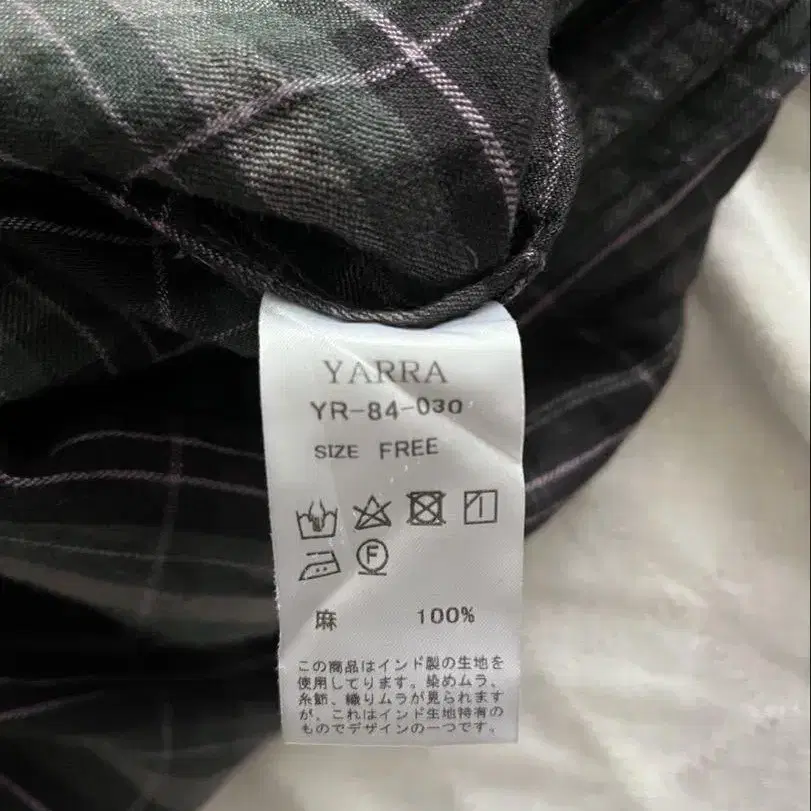 YARRA
YR-84-030
SIZE FREE
F
麻 100%
この商品はインド製の生地を
使用してります。染めムラ、
糸節、織りムラが見られます
が、これはインド生地特有の
ものでデザインの一つです。